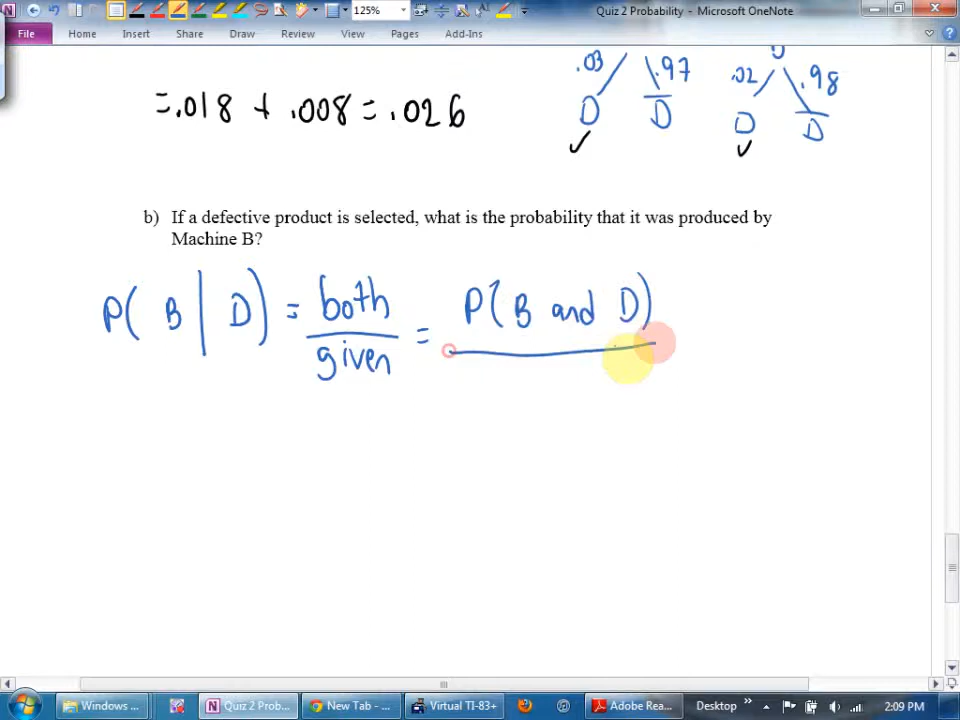 125%
Quiz 2 Probability - Microsoft OneNote
File Home Insert Share Draw Review View Pages Add-Ins
.03 .97 .02 .98
=.018 + .008 = .026
D D D D
b) If a defective product is selected, what is the probability that it was produced by
Machine B?
P( B | D) = both/given = P(B and D)
Windows ... Quiz 2 Prob... New Tab - ... Virtual TI-83+ Adobe Rea... Desktop » 2:09 PM